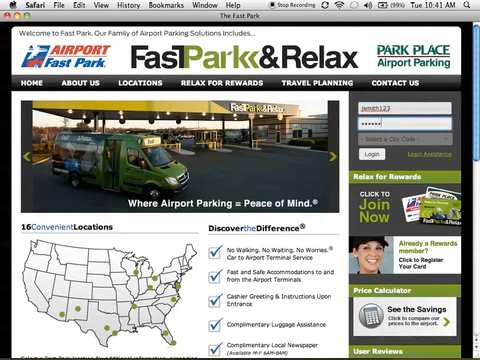 Safari File Edit View History Bookmarks Window Help Stop Recording (99%) Tue 10:41 AM
The Fast Park
Welcome to Fast Park. Our Family of Airport Parking Solutions Includes...
AIRPORT
Fast Park.
FastPark&Relax
PARK PLACE
Airport Parking
HOME ABOUT US LOCATIONS RELAX FOR REWARDS TRAVEL PLANNING CONTACT US
jsmith123
••••••
- Select a City Code -
Login
Login Assistance
FastPark&Relax
Fast
Where Airport Parking = Peace of Mind.®
Relax for Rewards
CLICK TO
Join
Now
PARK PLACE
Already a Rewards
member?
Click to Register
Your Card
Price Calculator
See the Savings
Click to compare our
prices to the airport.
16ConvenientLocations
DiscovertheDifference®
No Walking. No Waiting. No Worries.®
Car to Airport Terminal Service
Fast and Safe Accommodations to and
from the Airport Terminals
Cashier Greeting & Instructions Upon
Entrance
Complimentary Luggage Assistance
Complimentary Local Newspaper
(Available M-F 6AM-8AM)